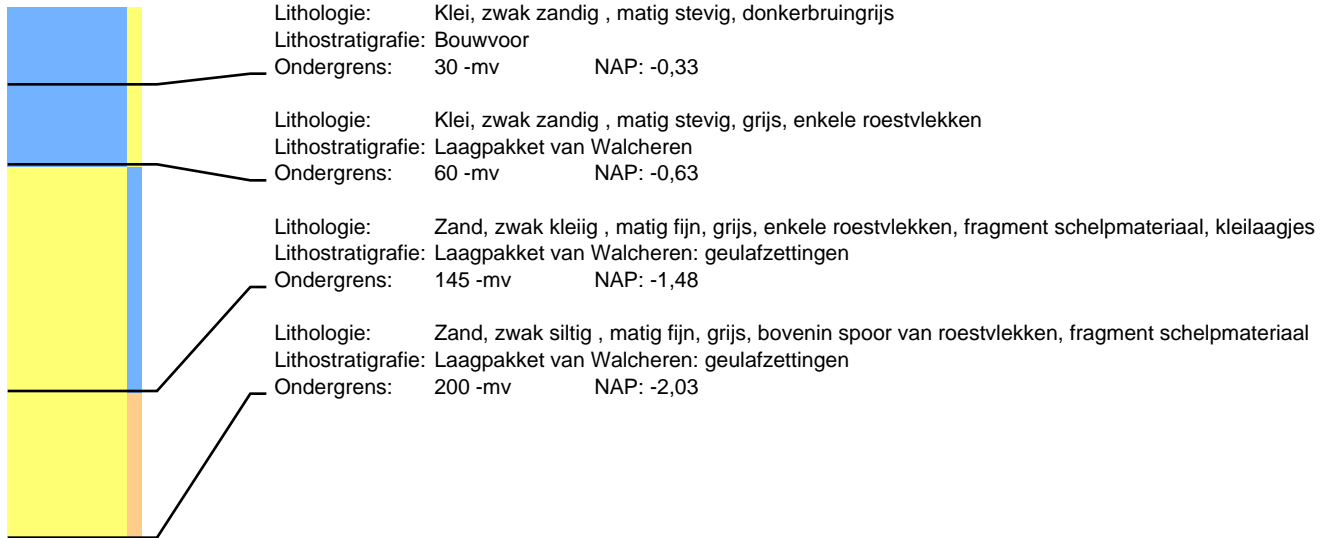 Lithologie: Klei, zwak zandig , matig stevig, donkerbruingrijs
Lithostratigrafie: Bouwvoor
Ondergrens: 30 -mv NAP: -0,33
Lithologie: Klei, zwak zandig , matig stevig, grijs, enkele roestvlekken
Lithostratigrafie: Laagpakket van Walcheren
Ondergrens: 60 -mv NAP: -0,63
Lithologie: Zand, zwak kleiig , matig fijn, grijs, enkele roestvlekken, fragment schelpmateriaal, kleilaagjes
Lithostratigrafie: Laagpakket van Walcheren: geulafzettingen
Ondergrens: 145 -mv NAP: -1,48
Lithologie: Zand, zwak siltig , matig fijn, grijs, bovenin spoor van roestvlekken, fragment schelpmateriaal
Lithostratigrafie: Laagpakket van Walcheren: geulafzettingen
Ondergrens: 200 -mv NAP: -2,03